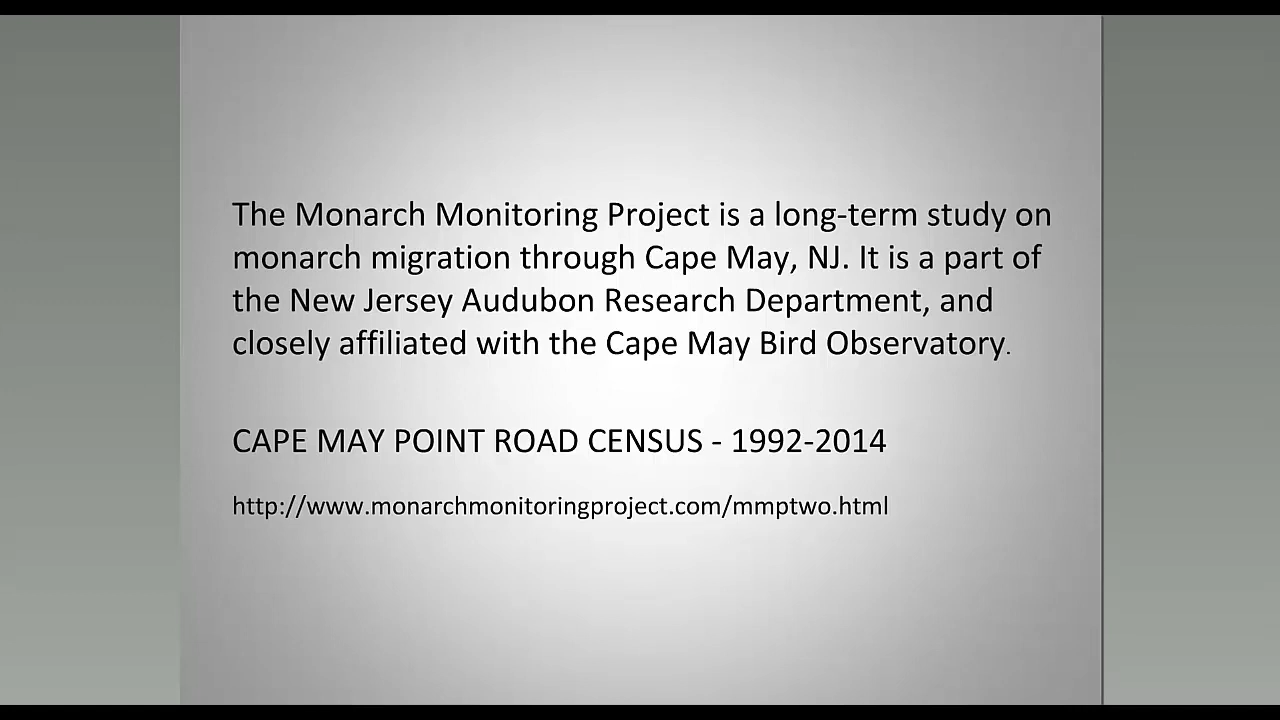 The Monarch Monitoring Project is a long-term study on
monarch migration through Cape May, NJ. It is a part of
the New Jersey Audubon Research Department, and
closely affiliated with the Cape May Bird Observatory.
CAPE MAY POINT ROAD CENSUS - 1992-2014
http://www.monarchmonitoringproject.com/mmptwo.html